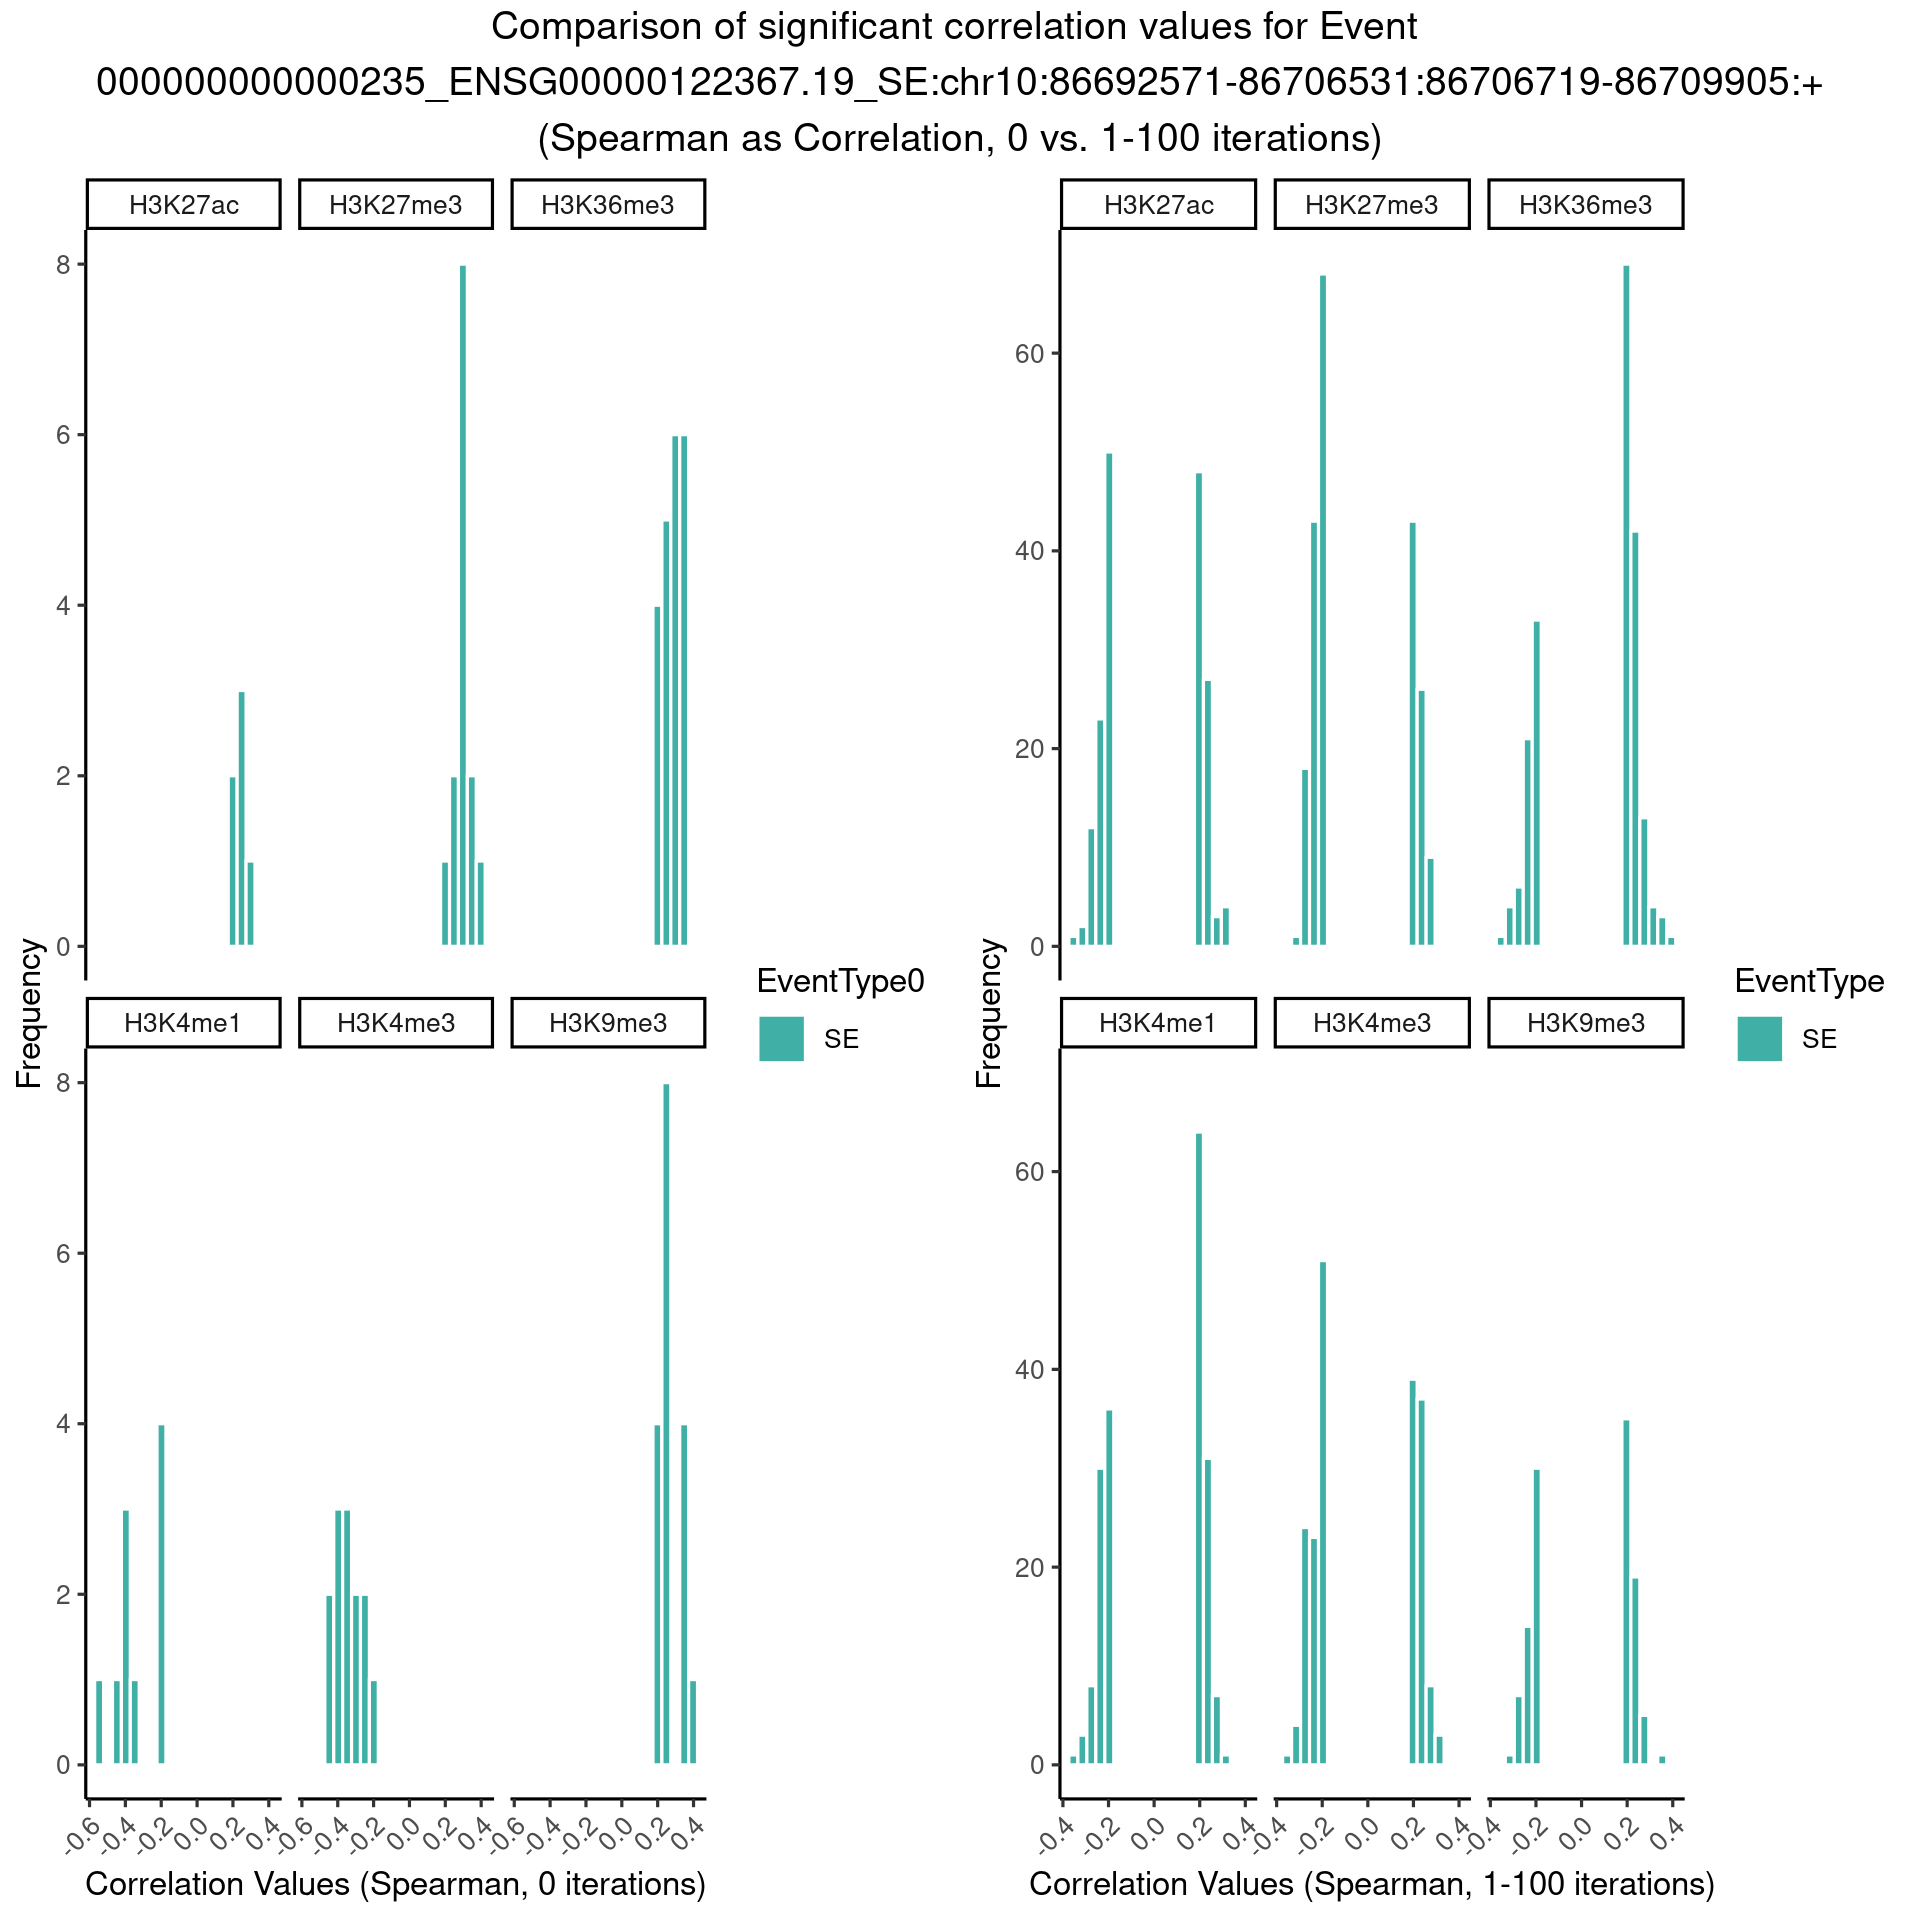 Comparison of significant correlation values for Event
000000000000235_ENSG00000122367.19_SE:chr10:86692571-86706531:86706719-86709905:+
(Spearman as Correlation, 0 vs. 1-100 iterations)
H3K27ac H3K27me3 H3K36me3
8
6
4
2
0
H3K4me1 H3K4me3 H3K9me3
8
6
4
2
0
-0.6 -0.4 -0.2 0.0 0.2 0.4 -0.6 -0.4 -0.2 0.0 0.2 0.4 -0.6 -0.4 -0.2 0.0 0.2 0.4
Frequency
Correlation Values (Spearman, 0 iterations)
EventType0
SE
H3K27ac H3K27me3 H3K36me3
60
40
20
0
H3K4me1 H3K4me3 H3K9me3
60
40
20
0
-0.4 -0.2 0.0 0.2 0.4 -0.4 -0.2 0.0 0.2 0.4 -0.4 -0.2 0.0 0.2 0.4
Frequency
Correlation Values (Spearman, 1-100 iterations)
EventType
SE